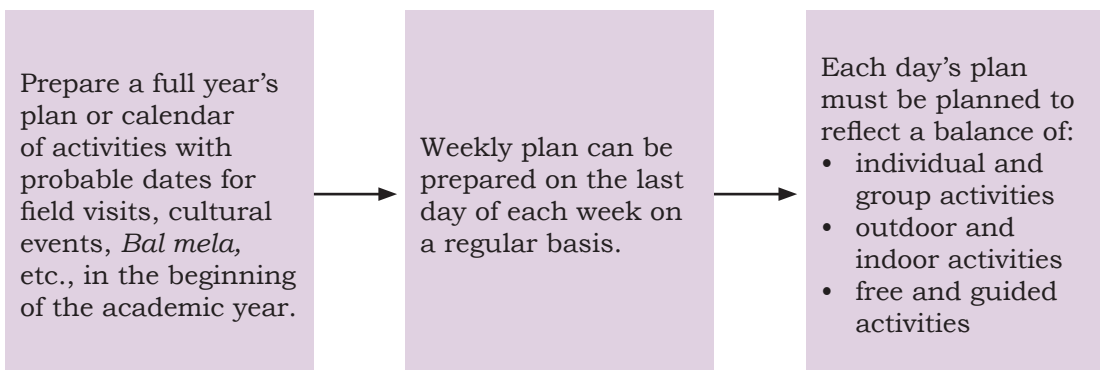 Prepare a full year's
plan or calendar
of activities with
probable dates for
field visits, cultural
events, Bal mela,
etc., in the beginning
of the academic year.
Weekly plan can be
prepared on the last
day of each week on
a regular basis.
Each day's plan
must be planned to
reflect a balance of:
• individual and
group activities
• outdoor and
indoor activities
• free and guided
activities